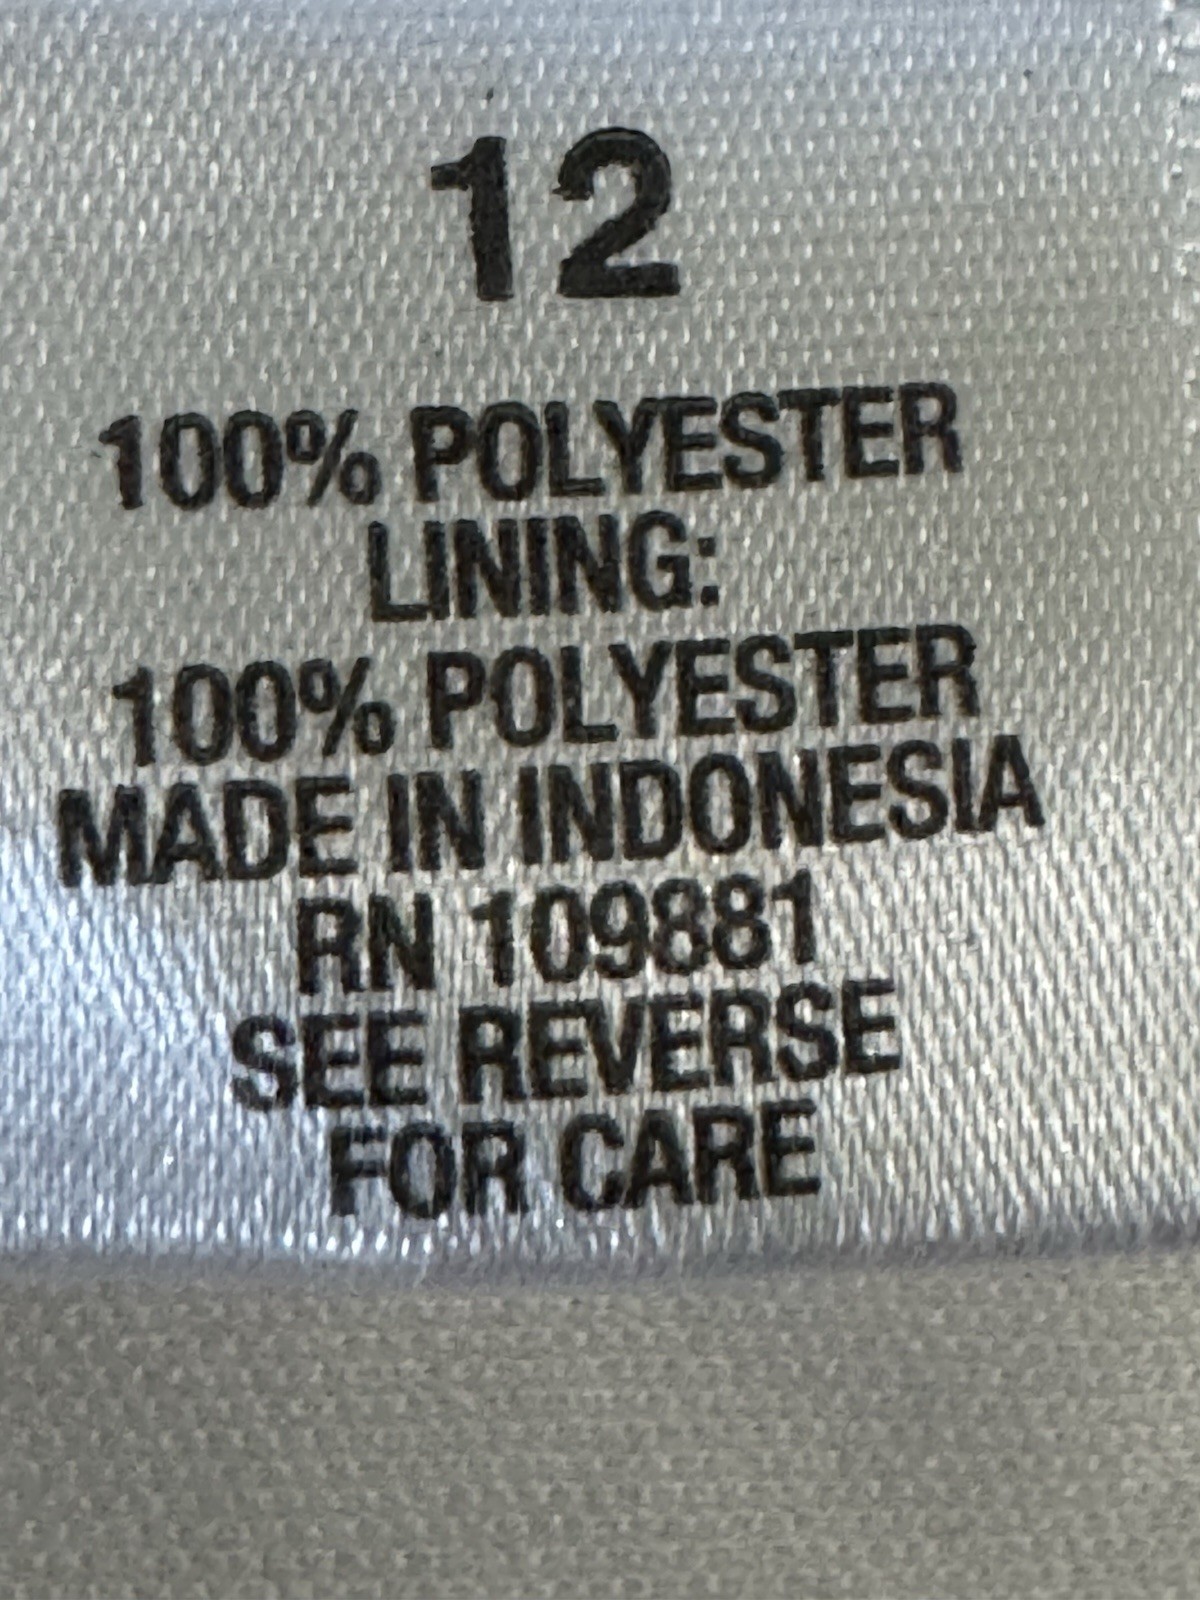 12
100% POLYESTER
LINING:
100% POLYESTER
MADE IN INDONESIA
RN 109881
SEE REVERSE
FOR CARE